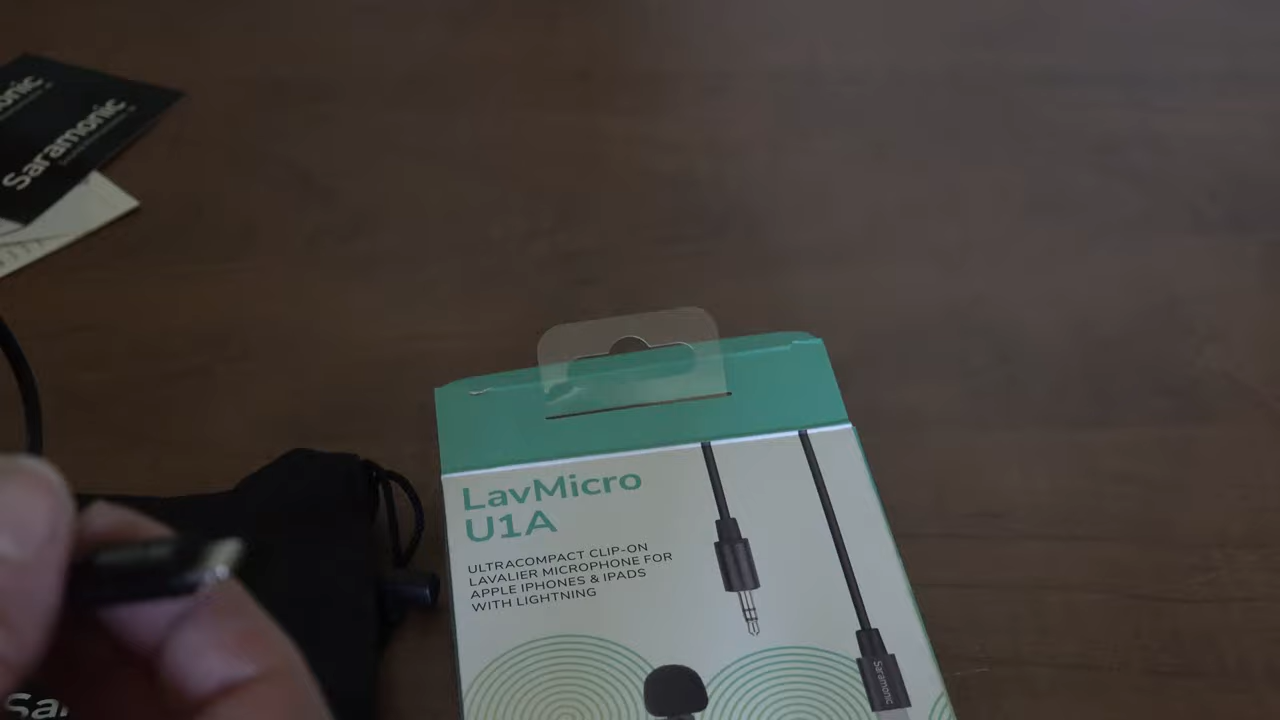 Saramonic
LavMicro
U1A
ULTRACOMPACT CLIP-ON
LAVALIER MICROPHONE FOR
APPLE IPHONES & IPADS
WITH LIGHTNING
Saramonic